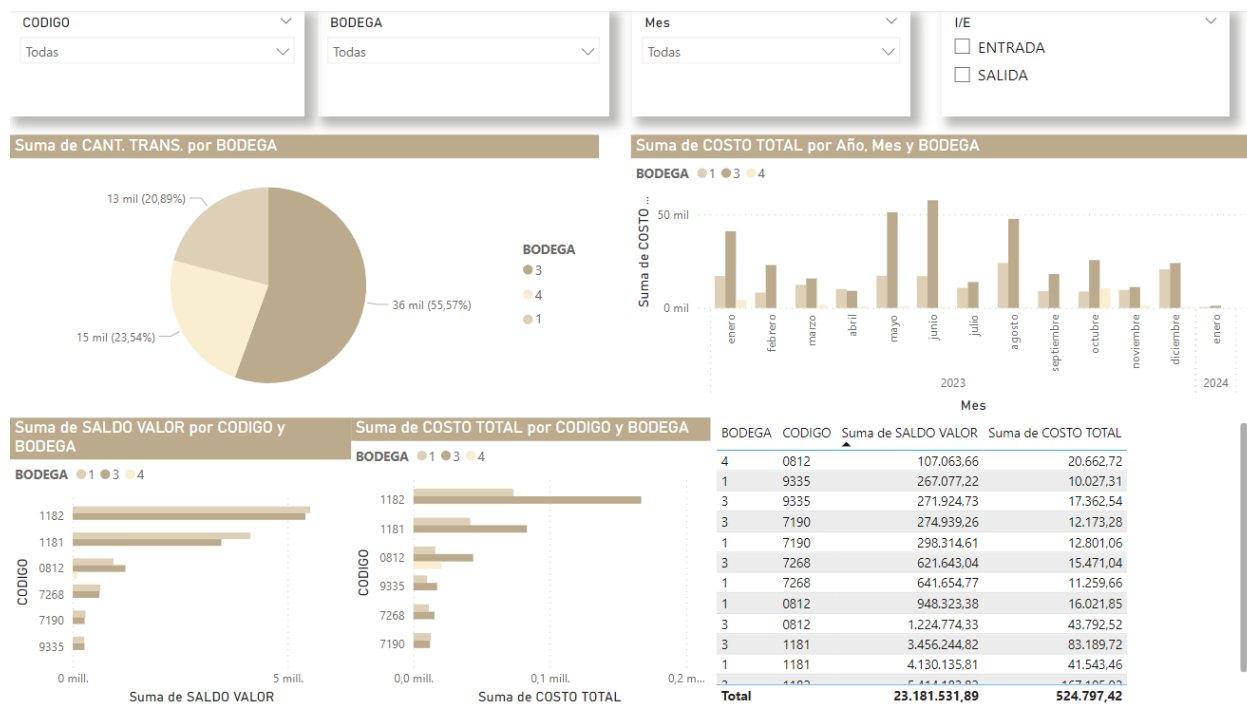 CODIGO
Todas
BODEGA
Todas
Mes
Todas
I/E
ENTRADA
SALIDA
Suma de CANT. TRANS. por BODEGA
13 mil (20,89%)
36 mil (55,57%)
15 mil (23,54%)
BODEGA
3
4
1
Suma de COSTO TOTAL por Año, Mes y BODEGA
BODEGA 1 3 4
Suma de COSTO ...
50 mil
0 mil
enero
febrero
marzo
abril
mayo
junio
julio
agosto
septiembre
octubre
noviembre
diciembre
enero
2023
2024
Mes
Suma de SALDO VALOR por CODIGO y
BODEGA
BODEGA 1 3 4
CODIGO
1182
1181
0812
7268
7190
9335
0 mill.
5 mill.
Suma de SALDO VALOR
Suma de COSTO TOTAL por CODIGO y BODEGA
BODEGA 1 3 4
CODIGO
1182
1181
0812
9335
7268
7190
0,0 mill.
0,1 mill.
0,2 m...
Suma de COSTO TOTAL
BODEGA CODIGO Suma de SALDO VALOR Suma de COSTO TOTAL
4 0812 107.063,66 20.662,72
1 9335 267.077,22 10.027,31
3 9335 271.924,73 17.362,54
3 7190 274.939,26 12.173,28
1 7190 298.314,61 12.801,06
3 7268 621.643,04 15.471,04
1 7268 641.654,77 11.259,66
1 0812 948.323,38 16.021,85
3 0812 1.224.774,33 43.792,52
3 1181 3.456.244,82 83.189,72
1 1181 4.130.135,81 41.543,46
Total 23.181.531,89 524.797,42